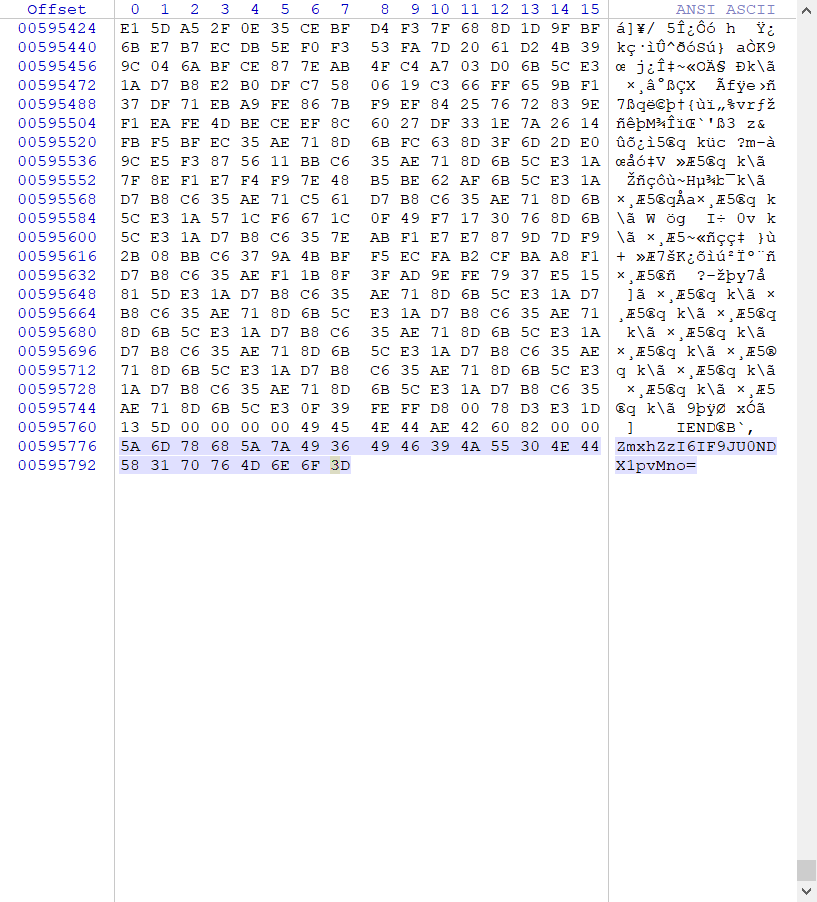 Offset 0 1 2 3 4 5 6 7 8 9 10 11 12 13 14 15 ANSI ASCII
00595424 E1 5D A5 2F 0E 35 CE BF D4 F3 7F 68 8D 1D 9F BF á]¥/ 5Î¿Ôó h Ÿ¿
00595440 6B E7 B7 EC DB 5E F0 F3 53 FA 7D 20 61 D2 4B 39 kç·ìÛ^ðóSú} aÒK9
00595456 9C 04 6A BF CE 87 7E AB 4F C4 A7 03 D0 6B 5C E3 œ j¿Î‡~«OÄ§ Ðk\ã
00595472 1A D7 B8 E2 B0 DF C7 58 06 19 C3 66 FF 65 9B F1 ×¸â°ßÇX Ãfÿe›ñ
00595488 37 DF 71 EB A9 FE 86 7B F9 EF 84 25 76 72 83 9E 7ßqë©þ†{ùï„%vrƒž
00595504 F1 EA FE 4D BE CE EF 8C 60 27 DF 33 1E 7A 26 14 ñêþM¾ÎïŒ`'ß3 z&
00595520 FB F5 BF EC 35 AE 71 8D 6B FC 63 8D 3F 6D 2D E0 ûõ¿ì5®q küc ?m-à
00595536 9C E5 F3 87 56 11 BB C6 35 AE 71 8D 6B 5C E3 1A œåó‡V »Æ5®q k\ã
00595552 7F 8E F1 E7 F4 F9 7E 48 B5 BE 62 AF 6B 5C E3 1A Žñçôù~Hµ¾b¯k\ã
00595568 D7 B8 C6 35 AE 71 C5 61 D7 B8 C6 35 AE 71 8D 6B ×¸Æ5®qÅa×¸Æ5®q k
00595584 5C E3 1A 57 1C F6 67 1C 0F 49 F7 17 30 76 8D 6B \ã W ög I÷ 0v k
00595600 5C E3 1A D7 B8 C6 35 7E AB F1 E7 E7 87 9D 7D F9 \ã ×¸Æ5~«ñçç‡ }ù
00595616 2B 08 BB C6 37 9A 4B BF F5 EC FA B2 CF BA A8 F1 + »Æ7šK¿õìú²Ïº¨ñ
00595632 D7 B8 C6 35 AE F1 1B 8F 3F AD 9E FE 79 37 E5 15 ×¸Æ5®ñ ?-žþy7å
00595648 81 5D E3 1A D7 B8 C6 35 AE 71 8D 6B 5C E3 1A D7 ]ã ×¸Æ5®q k\ã ×
00595664 B8 C6 35 AE 71 8D 6B 5C E3 1A D7 B8 C6 35 AE 71 ¸Æ5®q k\ã ×¸Æ5®q
00595680 8D 6B 5C E3 1A D7 B8 C6 35 AE 71 8D 6B 5C E3 1A k\ã ×¸Æ5®q k\ã
00595696 D7 B8 C6 35 AE 71 8D 6B 5C E3 1A D7 B8 C6 35 AE ×¸Æ5®q k\ã ×¸Æ5®
00595712 71 8D 6B 5C E3 1A D7 B8 C6 35 AE 71 8D 6B 5C E3 q k\ã ×¸Æ5®q k\ã
00595728 1A D7 B8 C6 35 AE 71 8D 6B 5C E3 1A D7 B8 C6 35 ×¸Æ5®q k\ã ×¸Æ5
00595744 AE 71 8D 6B 5C E3 0F 39 FE FF D8 00 78 D3 E3 1D ®q k\ã 9þÿØ xÓã
00595760 13 5D 00 00 00 00 49 45 4E 44 AE 42 60 82 00 00 ] IEND®B`‚
00595776 5A 6D 78 68 5A 7A 49 36 49 46 39 4A 55 30 4E 44 ZmxhZzI6IF9JU0ND
00595792 58 31 70 76 4D 6E 6F 3D X1pvMno=